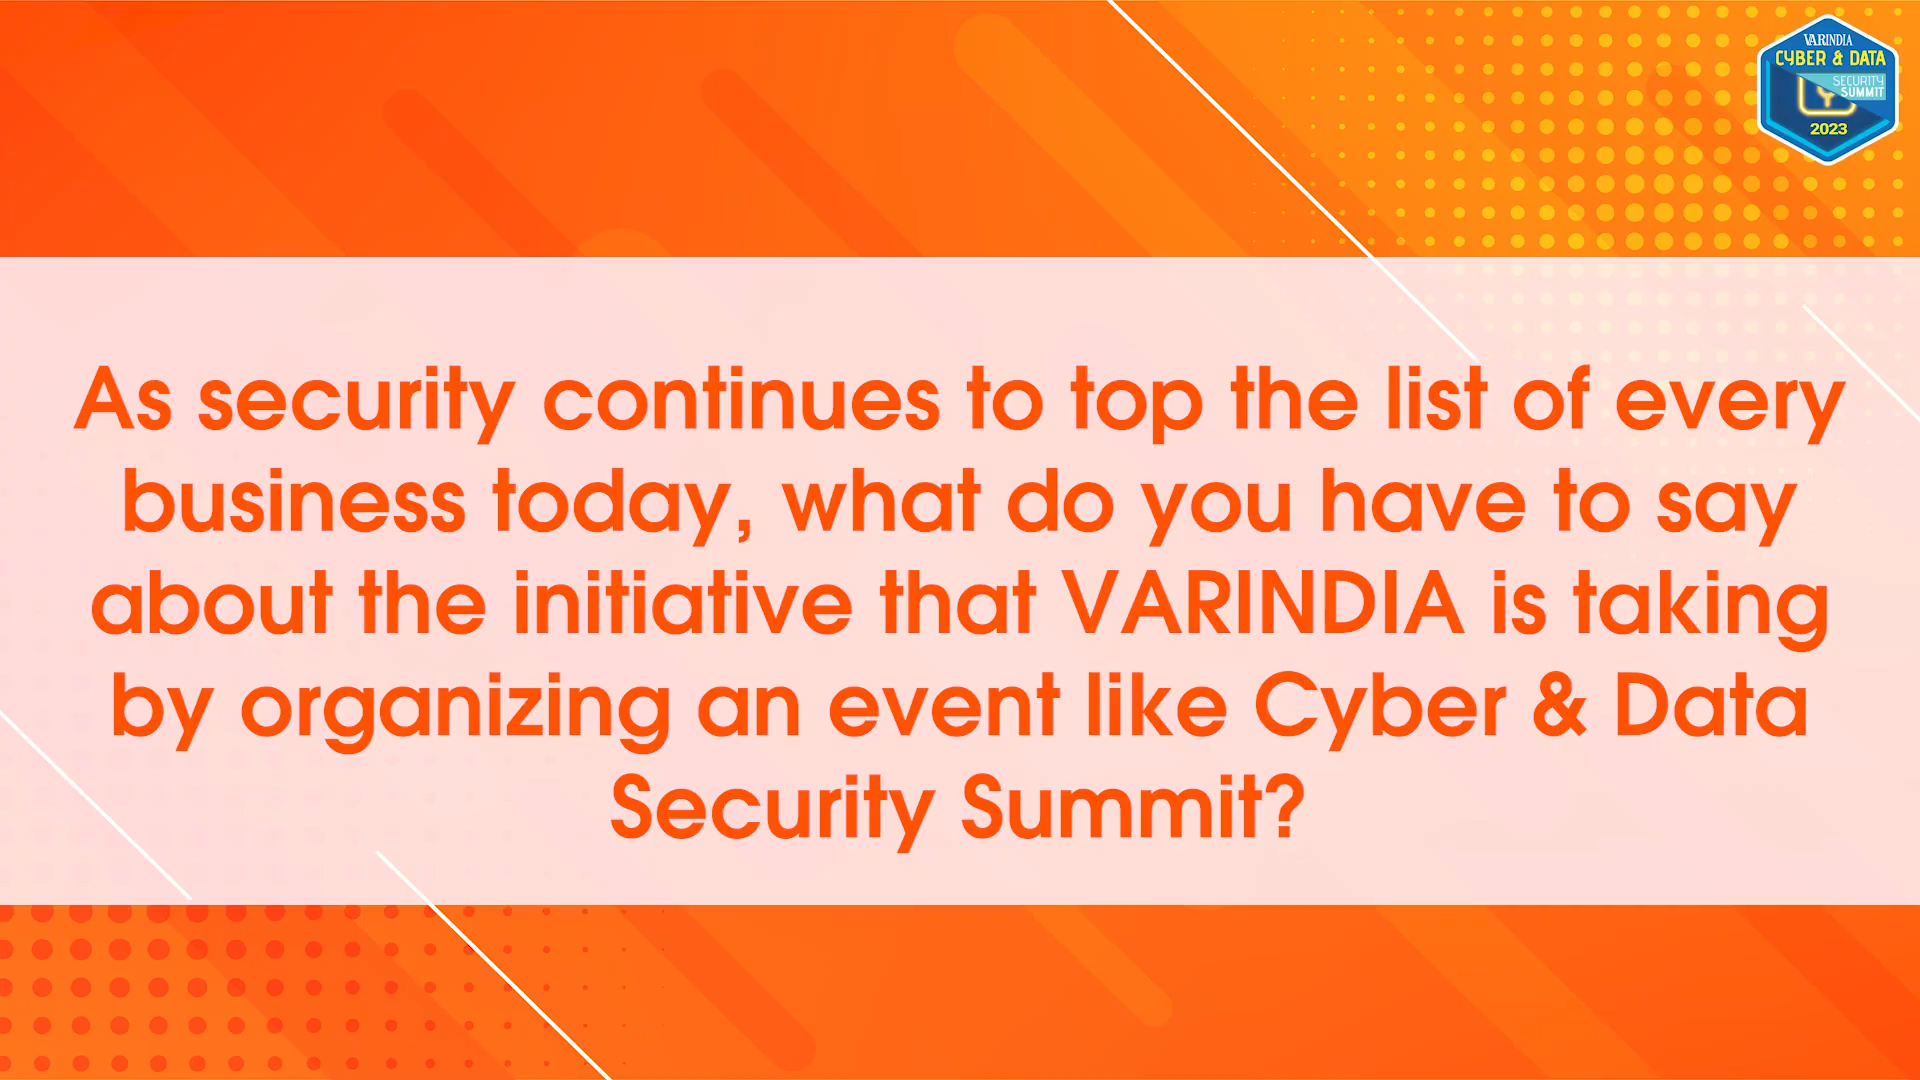 VARINDIA
CYBER & DATA
SECURITY
SUMMIT
2023
As security continues to top the list of every
business today, what do you have to say
about the initiative that VARINDIA is taking
by organizing an event like Cyber & Data
Security Summit?